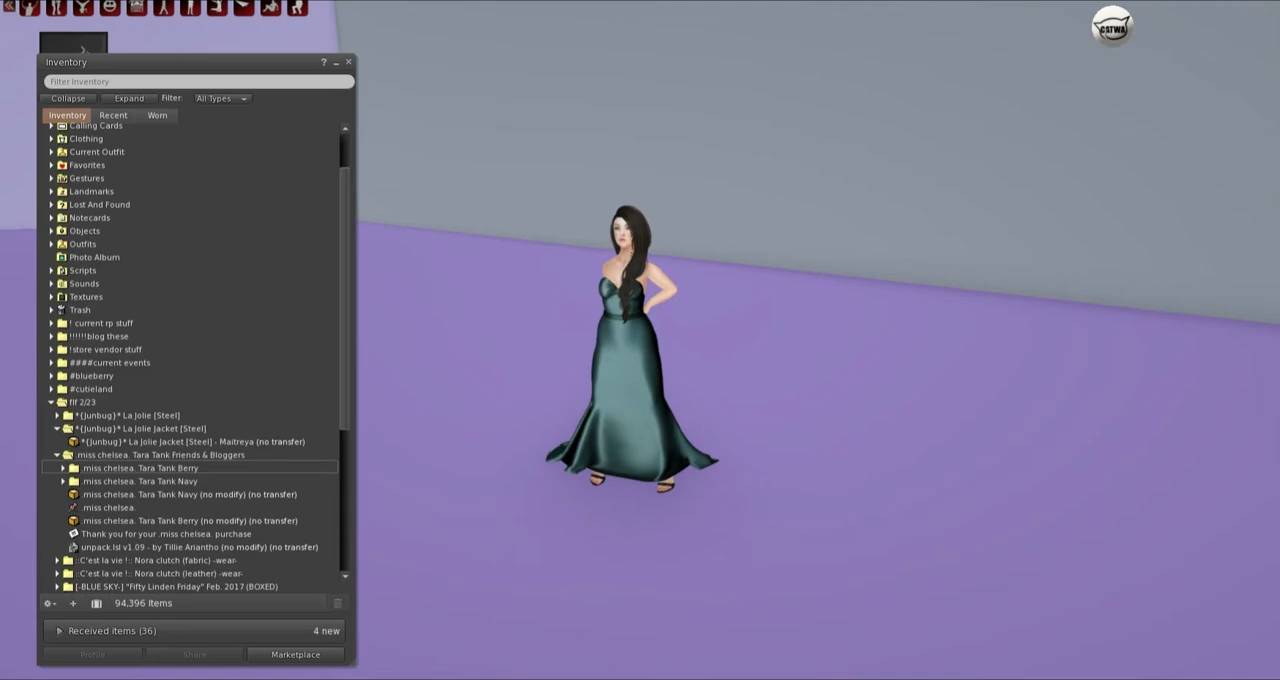 CATWA
Inventory
?
Filter Inventory
Collapse Expand Filter: All Types
Inventory Recent Worn
Calling Cards
Clothing
Current Outfit
Favorites
Gestures
Landmarks
Lost And Found
Notecards
Objects
Outfits
Photo Album
Scripts
Sounds
Textures
Trash
! current rp stuff
!!!!!!blog these
!store vendor stuff
####current events
#blueberry
#cutieland
flf 2/23
*{Junbug}* La Jolie [Steel]
*{Junbug}* La Jolie Jacket [Steel]
*{Junbug}* La Jolie Jacket [Steel] - Maitreya (no transfer)
.miss chelsea. Tara Tank Friends & Bloggers
.miss chelsea. Tara Tank Berry
.miss chelsea. Tara Tank Navy
.miss chelsea. Tara Tank Navy (no modify) (no transfer)
.miss chelsea.
.miss chelsea. Tara Tank Berry (no modify) (no transfer)
Thank you for your .miss chelsea. purchase
unpack.lsl v1.09 - by Tillie Ariantho (no modify) (no transfer)
::C'est la vie !:: Nora clutch (fabric) -wear-
::C'est la vie !:: Nora clutch (leather) -wear-
[-BLUE SKY-] "Fifty Linden Friday" Feb. 2017 (BOXED)
94,396 Items
Received items (36) 4 new
Profile Share Marketplace